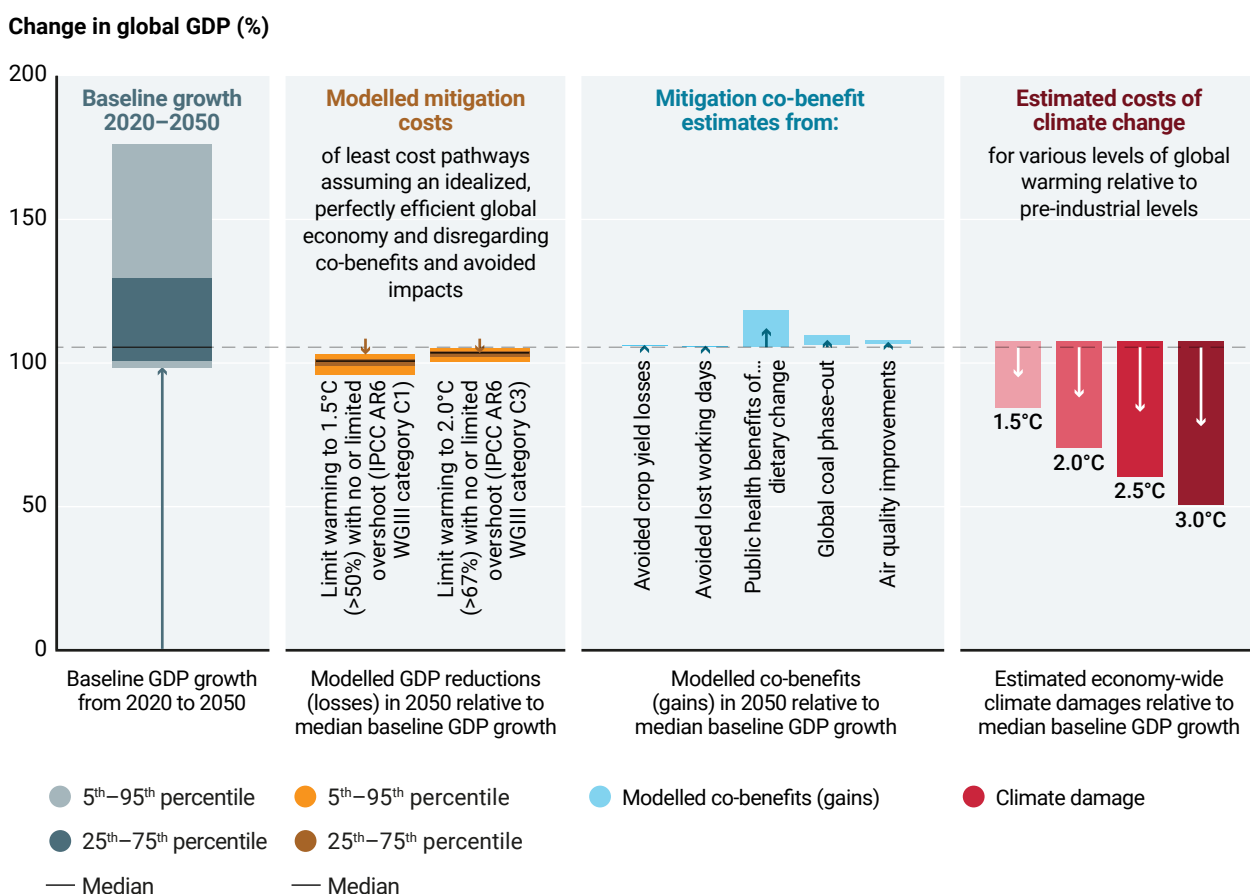 Change in global GDP (%)
200
150
100
50
0
Baseline growth
2020–2050
Modelled mitigation
costs
of least cost pathways
assuming an idealized,
perfectly efficient global
economy and disregarding
co-benefits and avoided
impacts
Limit warming to 1.5°C
(>50%) with no or limited
overshoot (IPCC AR6
WGIII category C1)
Limit warming to 2.0°C
(>67%) with no or limited
overshoot (IPCC AR6
WGIII category C3)
Mitigation co-benefit
estimates from:
Avoided crop yield losses
Avoided lost working days
Public health benefits of...
dietary change
Global coal phase-out
Air quality improvements
Estimated costs of
climate change
for various levels of global
warming relative to
pre-industrial levels
1.5°C
2.0°C
2.5°C
3.0°C
Baseline GDP growth
from 2020 to 2050
Modelled GDP reductions
(losses) in 2050 relative to
median baseline GDP growth
Modelled co-benefits
(gains) in 2050 relative to
median baseline GDP growth
Estimated economy-wide
climate damages relative to
median baseline GDP growth
5th–95th percentile
25th–75th percentile
Median
5th–95th percentile
25th–75th percentile
Median
Modelled co-benefits (gains)
Climate damage